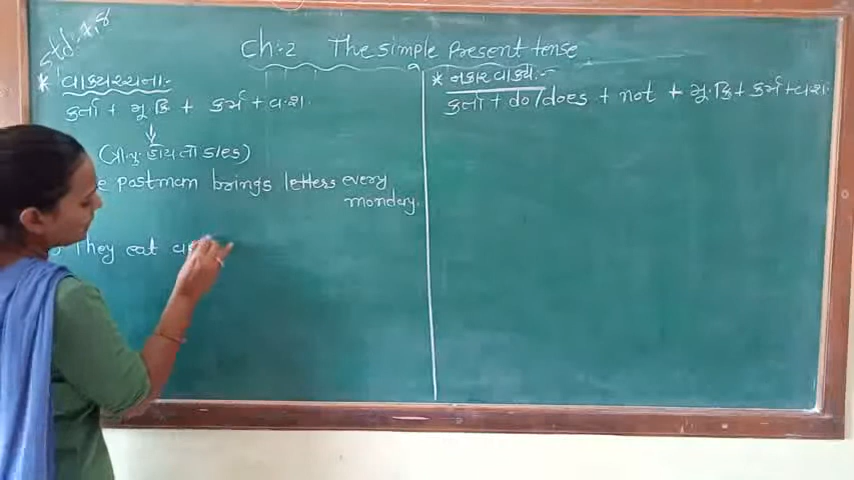 std:-7,8
Ch:-2 The simple present tense
* વાક્યરચના:-
કર્તા + મૂ.ક્રિ + કર્મ + વ.શ.
(ત્રી.પુ. હોય તો s/es)
postman brings letters every
monday.
They eat
* નકાર વાક્ય:-
કર્તા + do/does + not + મૂ.ક્રિ + કર્મ + વ.શ.